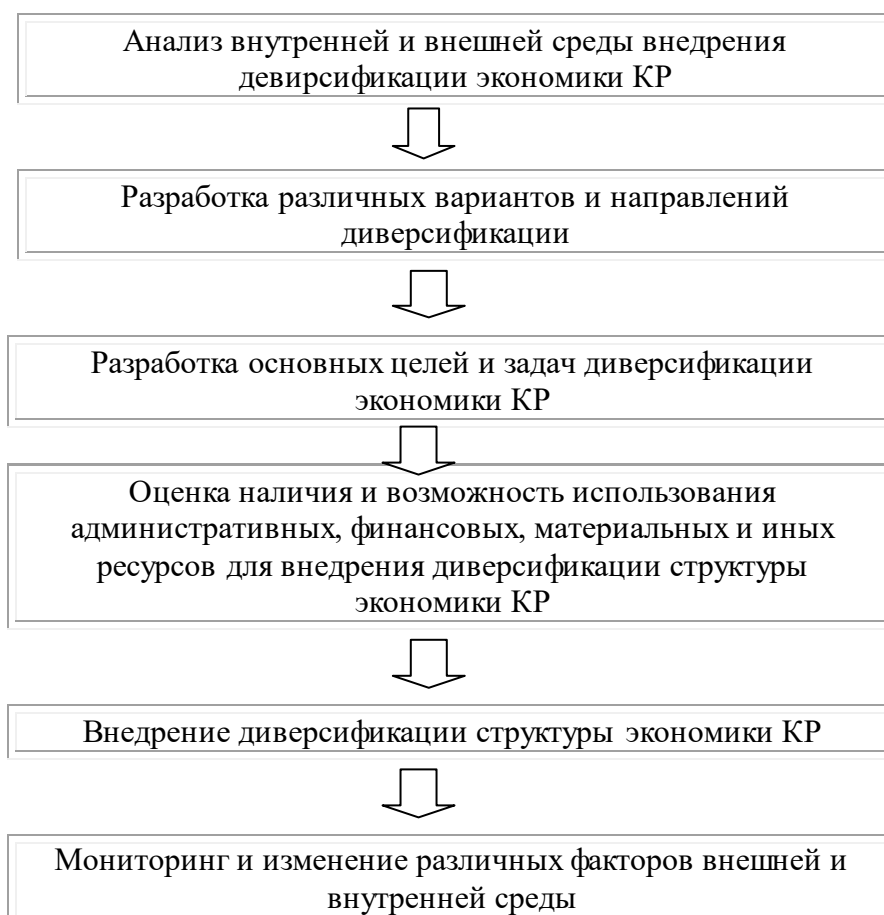 Анализ внутренней и внешней среды внедрения
девирсификации экономики КР
Разработка различных вариантов и направлений
диверсификации
Разработка основных целей и задач диверсификации
экономики КР
Оценка наличия и возможность использования
административных, финансовых, материальных и иных
ресурсов для внедрения диверсификации структуры
экономики КР
Внедрение диверсификации структуры экономики КР
Мониторинг и изменение различных факторов внешней и
внутренней среды